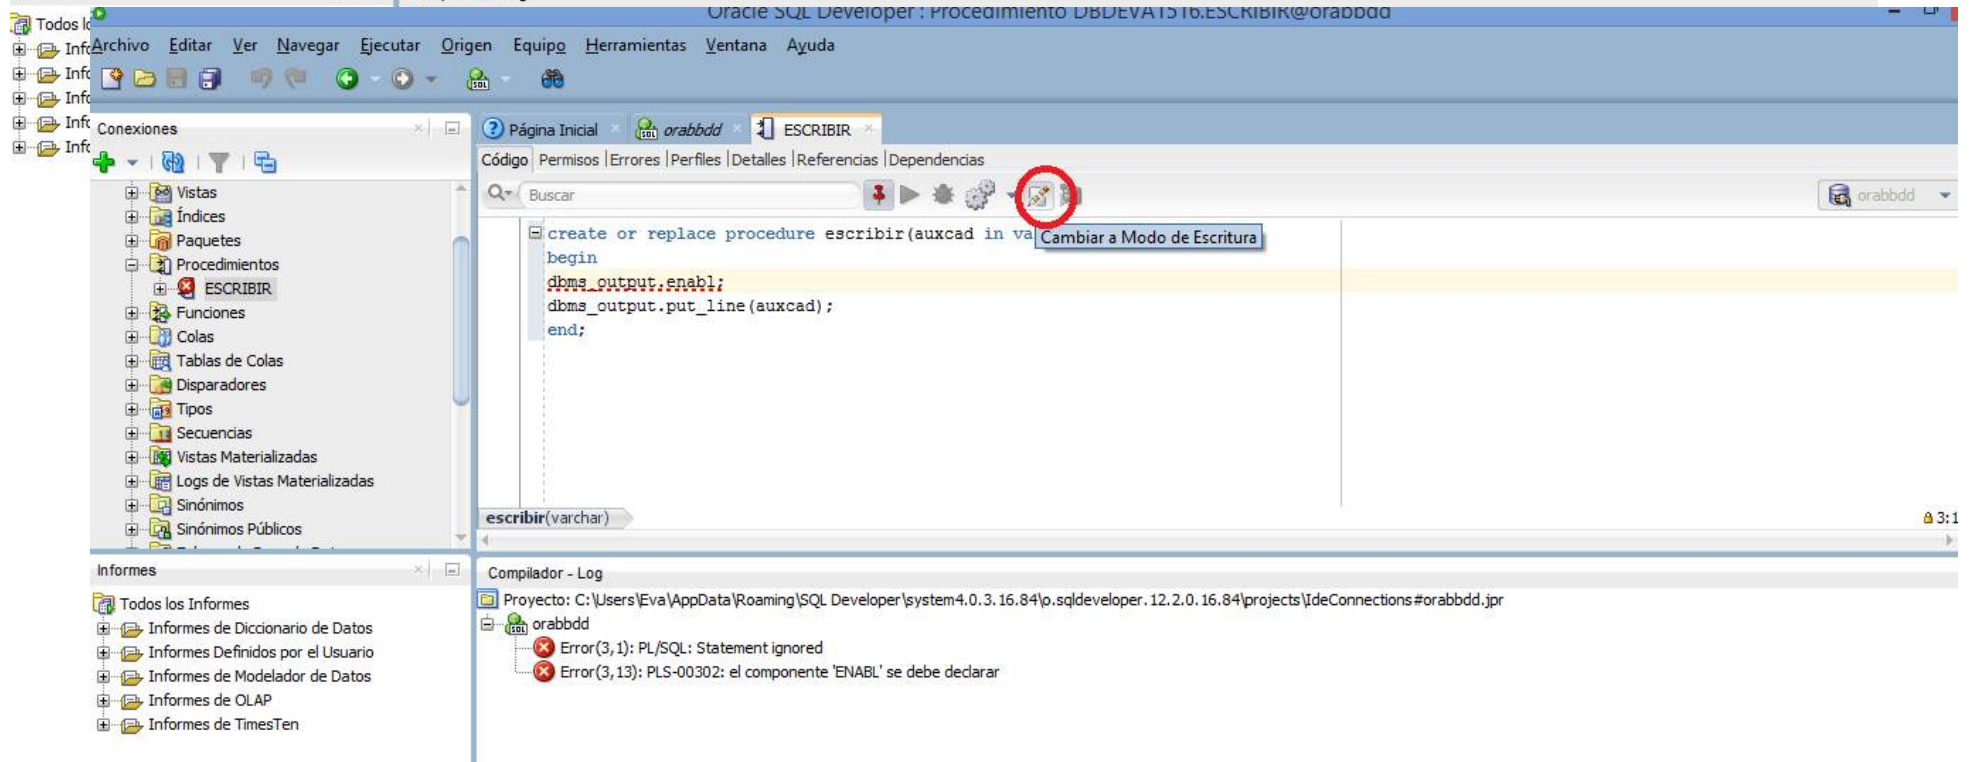 Oracle SQL Developer : Procedimiento DBDEVA1516.ESCRIBIR@orabbdd
Todos l
Archivo Editar Ver Navegar Ejecutar Origen Equipo Herramientas Ventana Ayuda
Inf
Inf
Inf
Inf
Inf
Conexiones
Vistas
Índices
Paquetes
Procedimientos
ESCRIBIR
Funciones
Colas
Tablas de Colas
Disparadores
Tipos
Secuencias
Vistas Materializadas
Logs de Vistas Materializadas
Sinónimos
Sinónimos Públicos
Página Inicial orabbdd ESCRIBIR
Código Permisos |Errores |Perfiles |Detalles |Referencias |Dependencias
Buscar
orabbdd
create or replace procedure escribir(auxcad in va
Cambiar a Modo de Escritura
begin
dbms_output.enabl;
dbms_output.put_line(auxcad);
end;
escribir(varchar)
3:1
Informes
Todos los Informes
Informes de Diccionario de Datos
Informes Definidos por el Usuario
Informes de Modelador de Datos
Informes de OLAP
Informes de TimesTen
Compilador - Log
Proyecto: C:\Users\Eva\AppData\Roaming\SQL Developer\system4.0.3.16.84\o.sqldeveloper.12.2.0.16.84\projects\IdeConnections#orabbdd.jpr
orabbdd
Error(3,1): PL/SQL: Statement ignored
Error(3,13): PLS-00302: el componente 'ENABL' se debe declarar